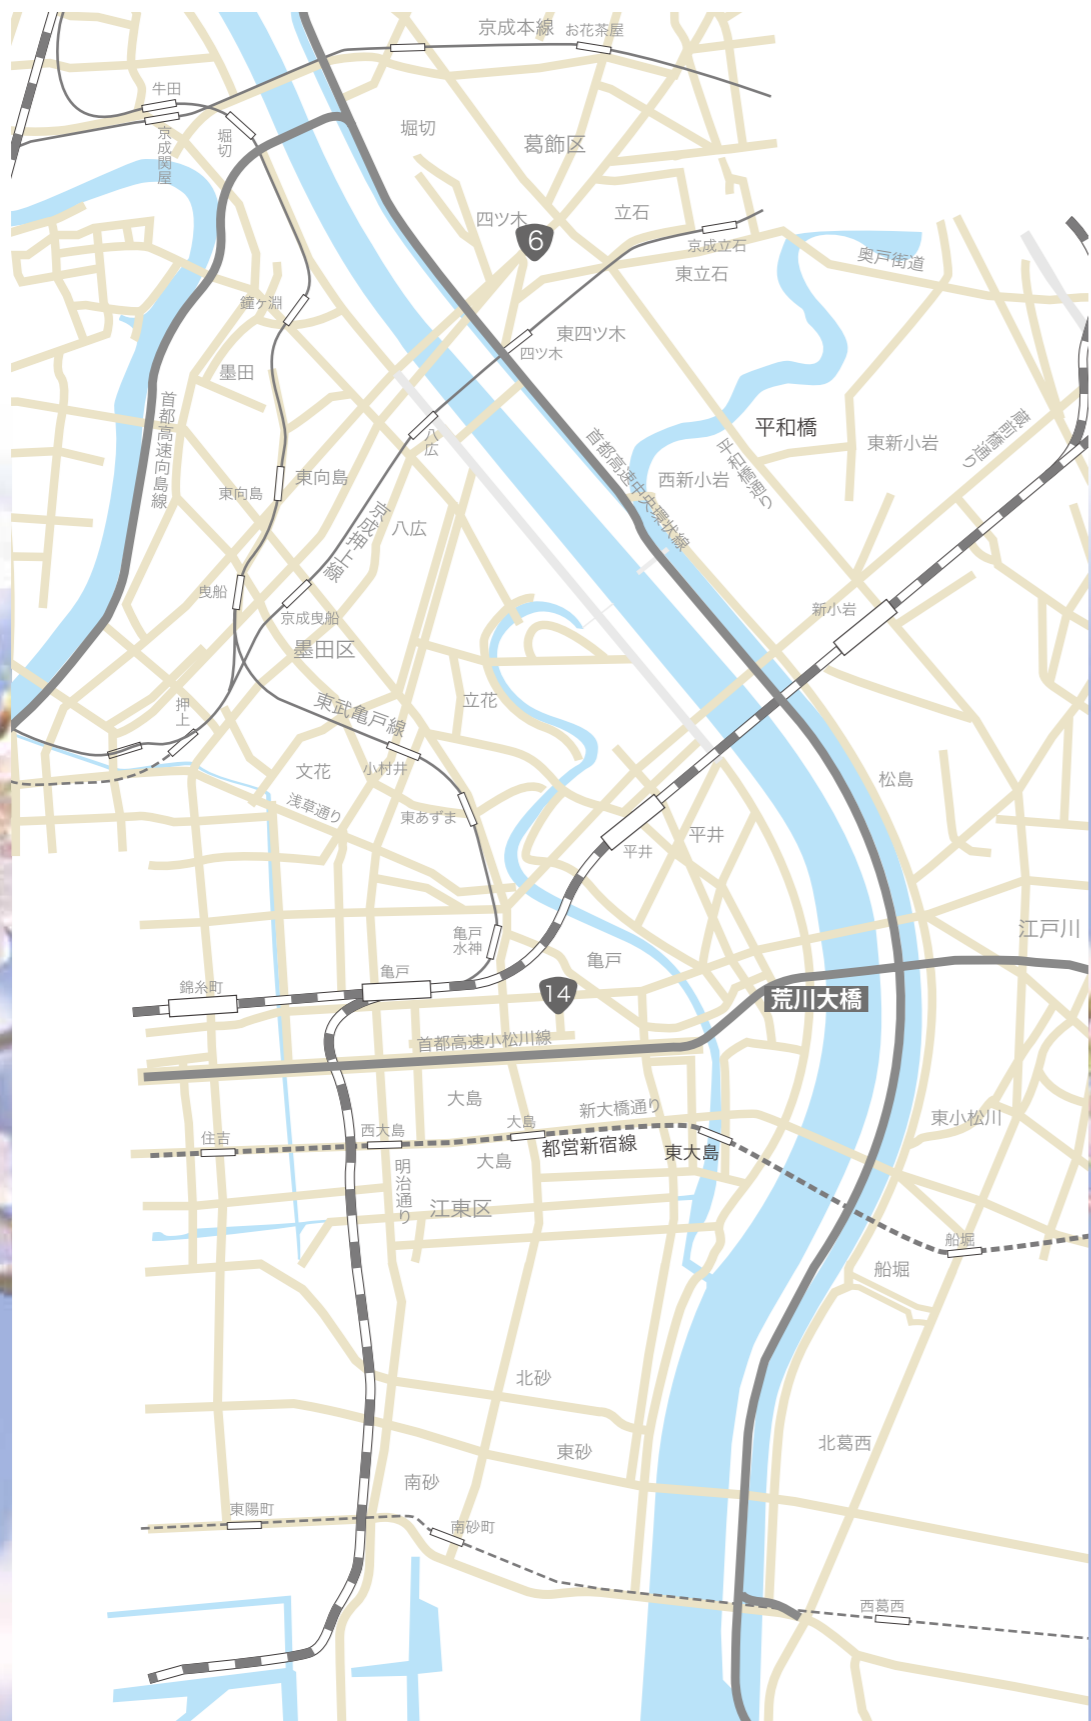 京成本線
お花茶屋
牛田
京成関屋
堀切
堀切
葛飾区
四ツ木
立石
6
京成立石
東立石
奥戸街道
鐘ヶ淵
東四ツ木
四ツ木
墨田
首都高速向島線
八広
首都高速中央環状線
平和橋
平和橋通り
東新小岩
蔵前橋通り
西新小岩
東向島
東向島
京成押上線
八広
曳船
京成曳船
新小岩
墨田区
押上
東武亀戸線
立花
文花
小村井
浅草通り
東あずま
松島
平井
平井
江戸川
亀戸水神
亀戸
亀戸
錦糸町
14
荒川大橋
首都高速小松川線
大島
新大橋通り
東小松川
住吉
西大島
大島
都営新宿線
東大島
大島
明治通り
江東区
船堀
船堀
北砂
東砂
北葛西
南砂
東陽町
南砂町
西葛西